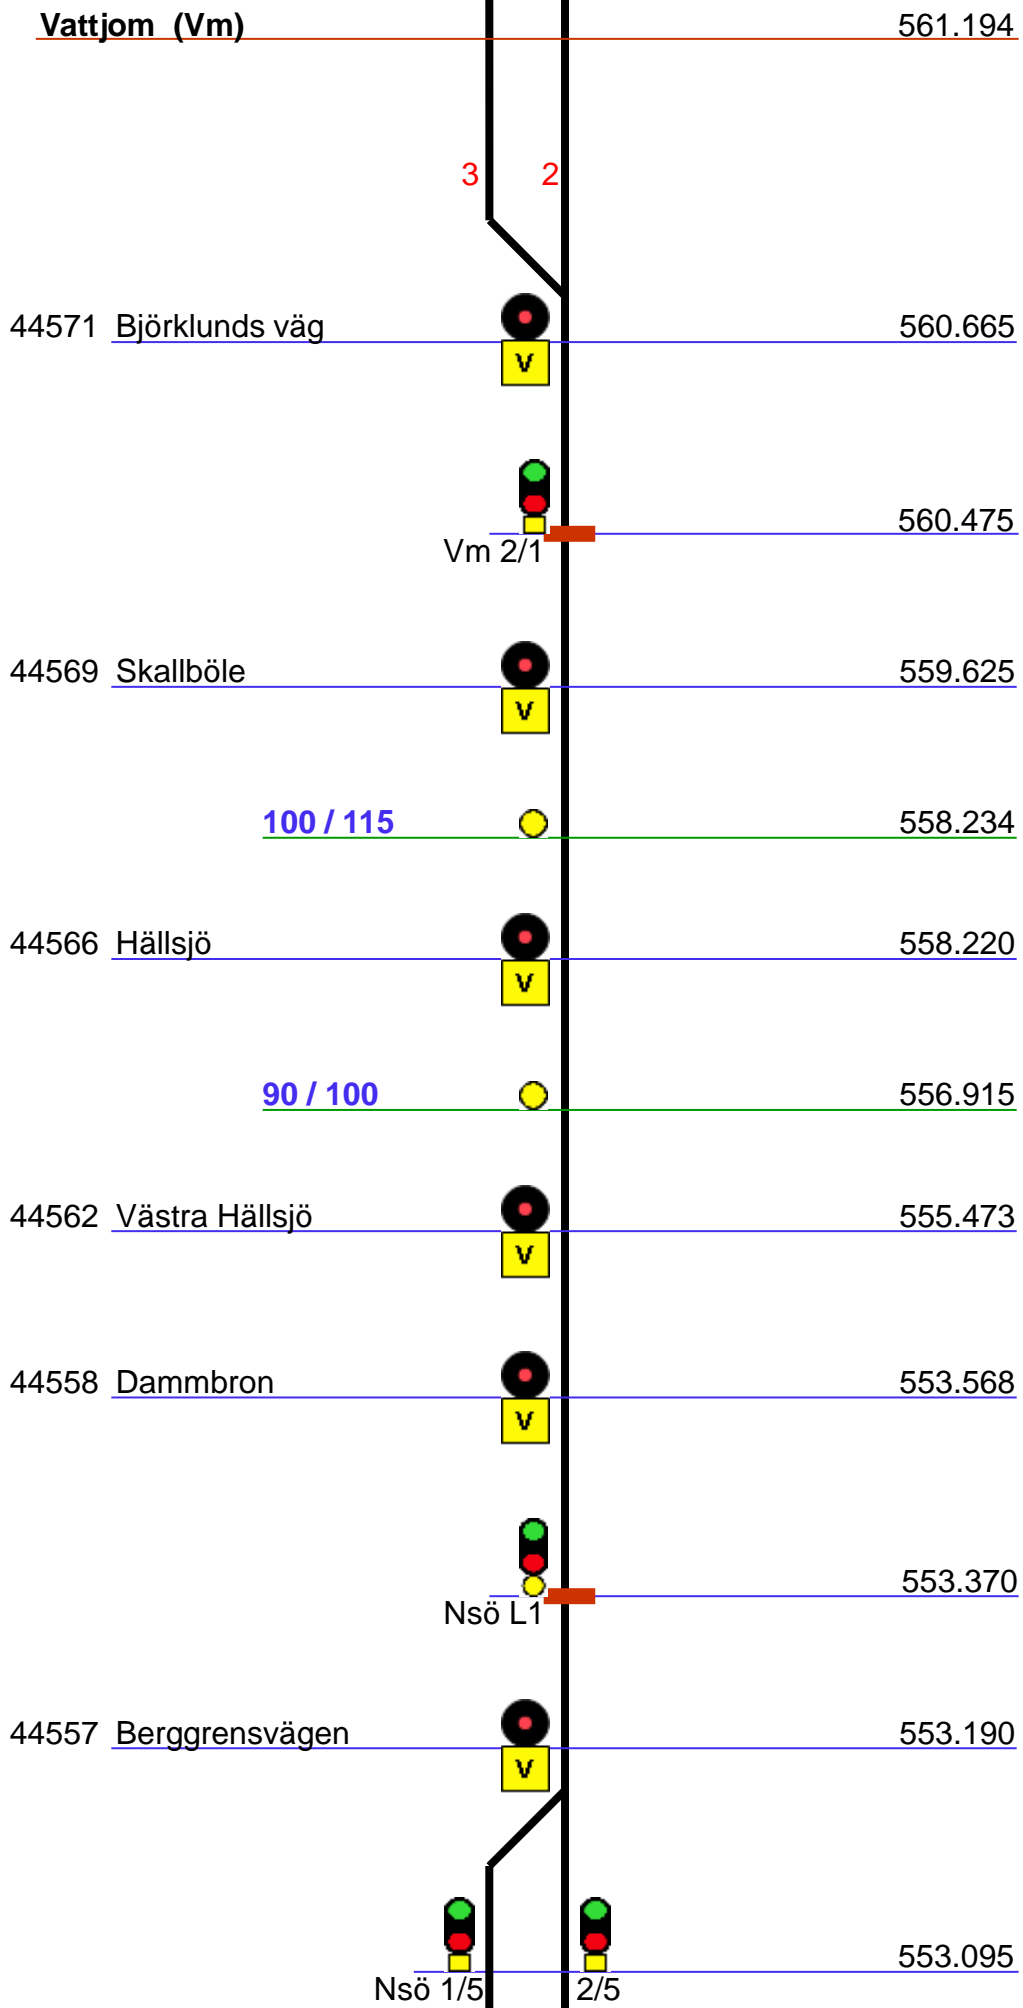 Vattjom (Vm) 561.194
3 2
44571 Björklunds väg 560.665
V
560.475
Vm 2/1
44569 Skallböle 559.625
V
100 / 115 558.234
44566 Hällsjö 558.220
V
90 / 100 556.915
44562 Västra Hällsjö 555.473
V
44558 Dammbron 553.568
V
553.370
Nsö L1
44557 Berggrensvägen 553.190
V
553.095
Nsö 1/5 2/5